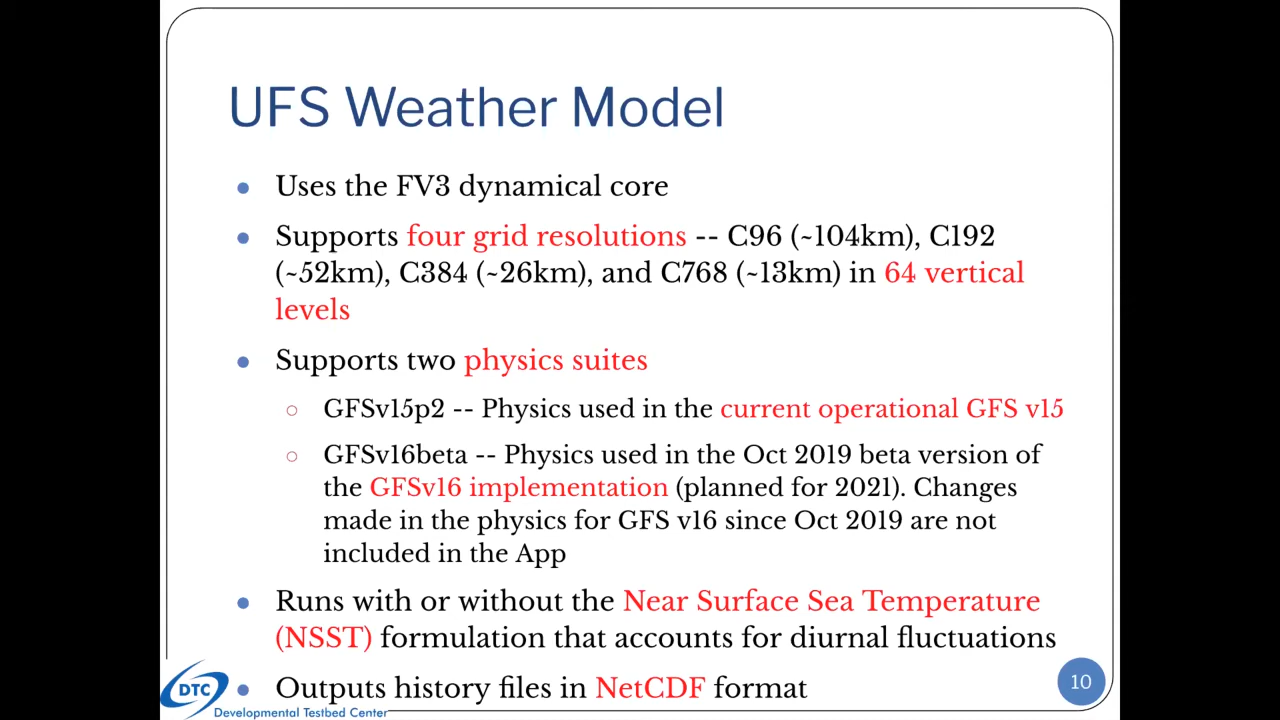 UFS Weather Model
● Uses the FV3 dynamical core
● Supports four grid resolutions -- C96 (~104km), C192
(~52km), C384 (~26km), and C768 (~13km) in 64 vertical
levels
● Supports two physics suites
○ GFSv15p2 -- Physics used in the current operational GFS v15
○ GFSv16beta -- Physics used in the Oct 2019 beta version of
the GFSv16 implementation (planned for 2021). Changes
made in the physics for GFS v16 since Oct 2019 are not
included in the App
● Runs with or without the Near Surface Sea Temperature
(NSST) formulation that accounts for diurnal fluctuations
● Outputs history files in NetCDF format
DTC
Developmental Testbed Center
10